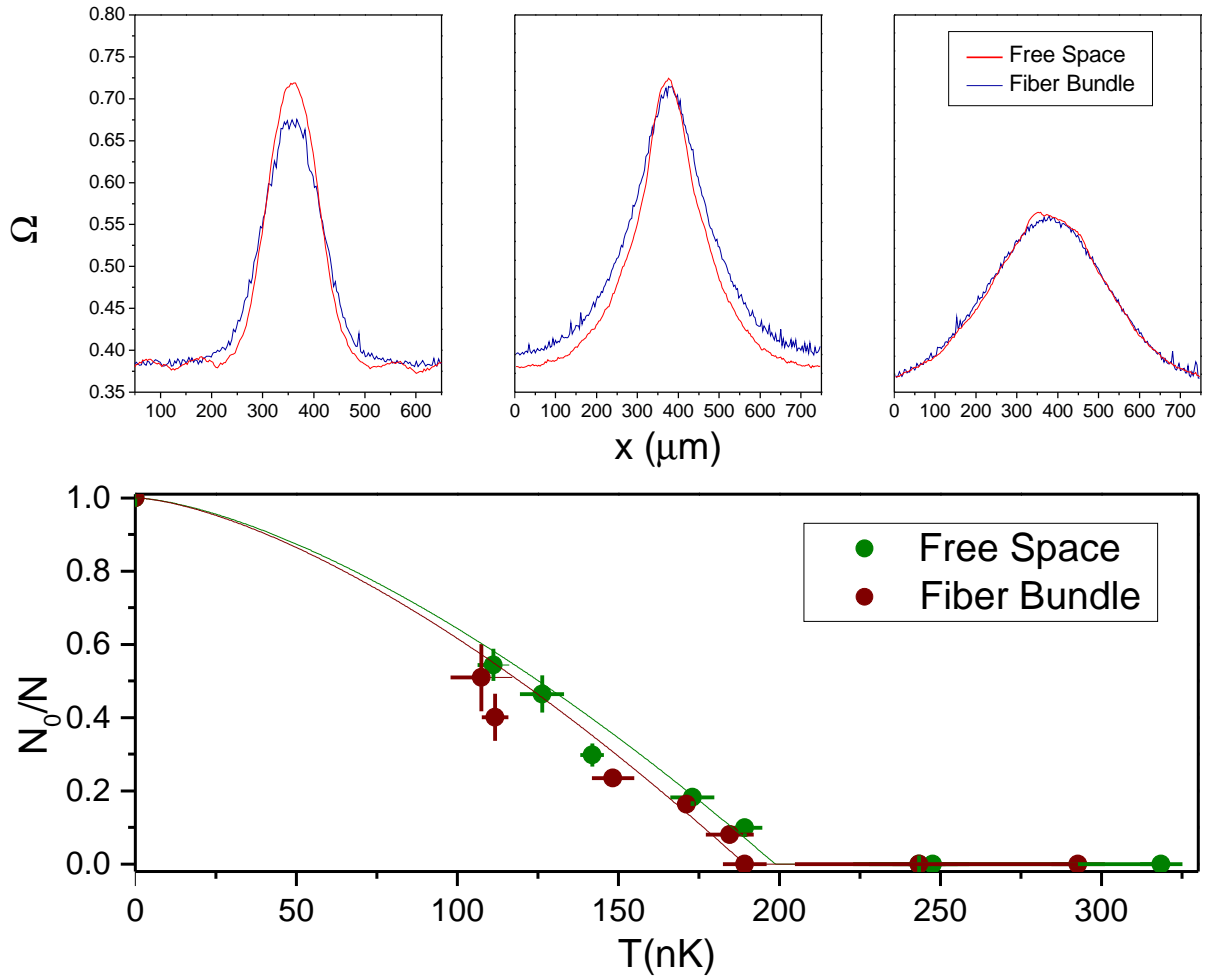 0.80
0.75
0.70
0.65
0.60
0.55
0.50
0.45
0.40
0.35
Ω
100 200 300 400 500 600
0 100 200 300 400 500 600 700
0 100 200 300 400 500 600 700
Free Space
Fiber Bundle
x (μm)
1.0
0.8
0.6
0.4
0.2
0.0
N₀/N
Free Space
Fiber Bundle
0 50 100 150 200 250 300
T(nK)